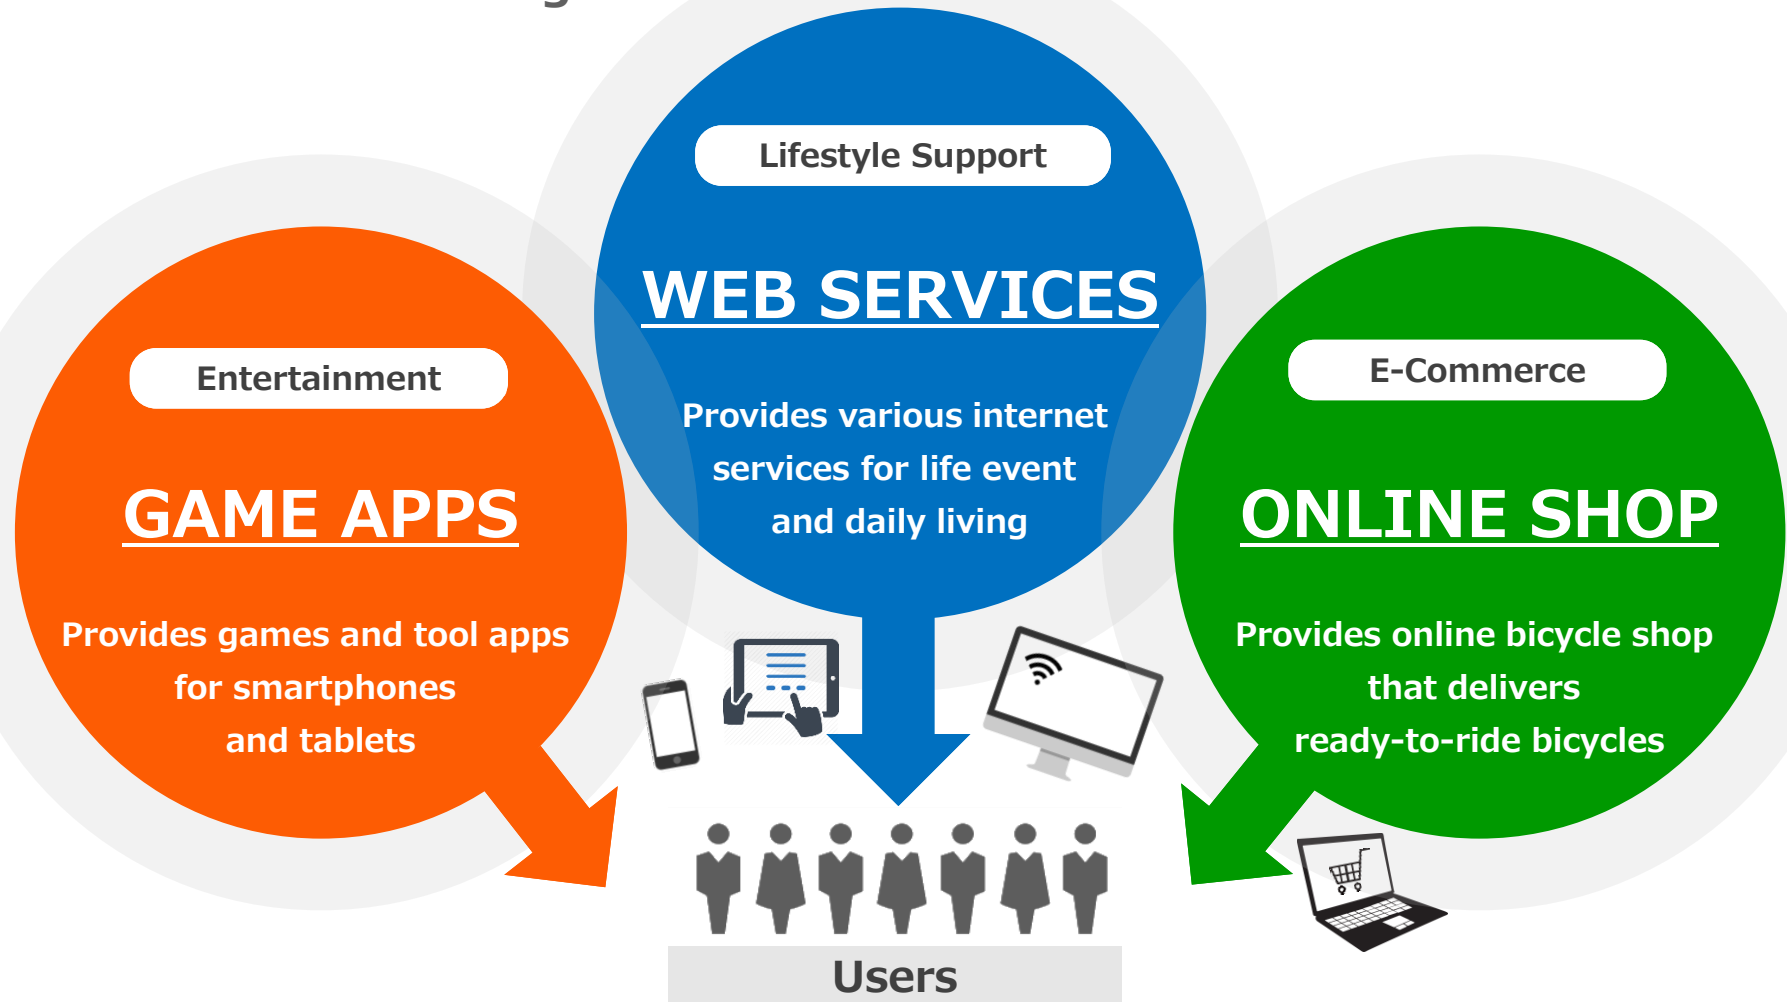 Lifestyle Support
WEB SERVICES
Provides various internet
services for life event
and daily living
Entertainment
GAME APPS
Provides games and tool apps
for smartphones
and tablets
E-Commerce
ONLINE SHOP
Provides online bicycle shop
that delivers
ready-to-ride bicycles
Users